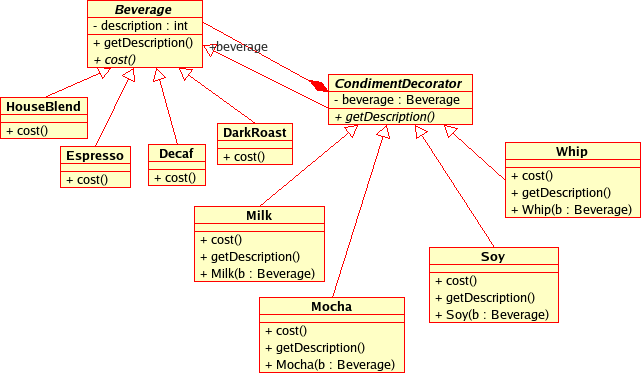 Beverage
- description : int
+ getDescription()
+ cost()
+beverage
CondimentDecorator
- beverage : Beverage
+ getDescription()
HouseBlend
+ cost()
Espresso
+ cost()
Decaf
+ cost()
DarkRoast
+ cost()
Whip
+ cost()
+ getDescription()
+ Whip(b : Beverage)
Milk
+ cost()
+ getDescription()
+ Milk(b : Beverage)
Soy
+ cost()
+ getDescription()
+ Soy(b : Beverage)
Mocha
+ cost()
+ getDescription()
+ Mocha(b : Beverage)